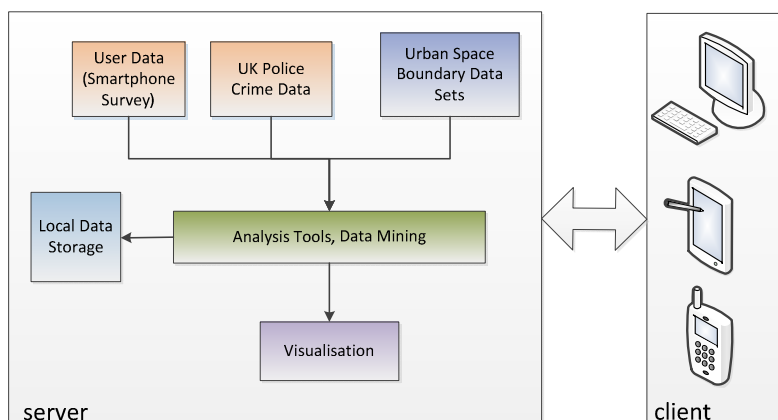 User Data
(Smartphone
Survey)
UK Police
Crime Data
Urban Space
Boundary Data
Sets
Local Data
Storage
Analysis Tools, Data Mining
Visualisation
server
client